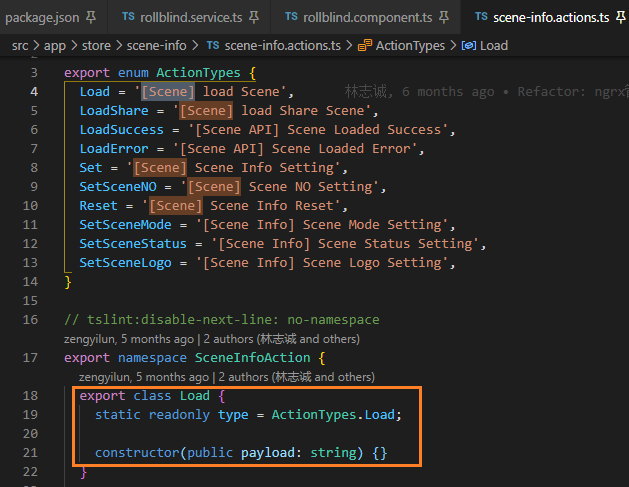 package.json
TS rollblind.service.ts
TS rollblind.component.ts
TS scene-info.actions.ts
src > app > store > scene-info > TS scene-info.actions.ts > ActionTypes > Load
3 export enum ActionTypes {
4 Load = '[Scene] load Scene', 林志诚, 6 months ago • Refactor: ngrx
5 LoadShare = '[Scene] load Share Scene',
6 LoadSuccess = '[Scene API] Scene Loaded Success',
7 LoadError = '[Scene API] Scene Loaded Error',
8 Set = '[Scene] Scene Info Setting',
9 SetSceneNO = '[Scene] Scene NO Setting',
10 Reset = '[Scene] Scene Info Reset',
11 SetSceneMode = '[Scene Info] Scene Mode Setting',
12 SetSceneStatus = '[Scene Info] Scene Status Setting',
13 SetSceneLogo = '[Scene Info] Scene Logo Setting',
14 }
15
16 // tslint:disable-next-line: no-namespace
zengyilun, 5 months ago | 2 authors (林志诚 and others)
17 export namespace SceneInfoAction {
zengyilun, 5 months ago | 2 authors (林志诚 and others)
18 export class Load {
19 static readonly type = ActionTypes.Load;
20
21 constructor(public payload: string) {}
22 }